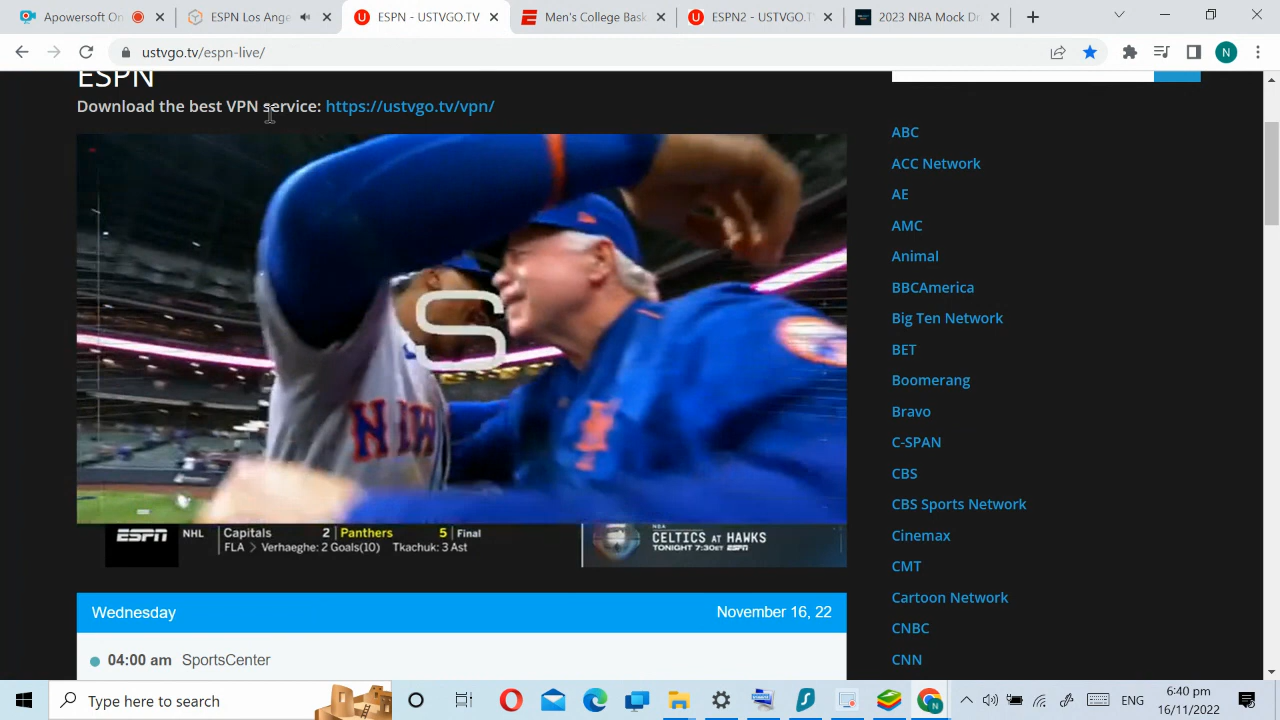 Apowersoft On
ESPN Los Ange
ESPN - USTVGO.TV
Men's College Bask
ESPN2 - USTVGO.T
2023 NBA Mock Dr
ustvgo.tv/espn-live/
N
ESPN
Download the best VPN service: https://ustvgo.tv/vpn/
S
ESPN
NHL
Capitals 2 Panthers 5 Final
FLA > Verhaeghe: 2 Goals(10) Tkachuk: 3 Ast
NBA
CELTICS AT HAWKS
TONIGHT 7:30ET ESPN
Wednesday November 16, 22
04:00 am SportsCenter
ABC
ACC Network
AE
AMC
Animal
BBCAmerica
Big Ten Network
BET
Boomerang
Bravo
C-SPAN
CBS
CBS Sports Network
Cinemax
CMT
Cartoon Network
CNBC
CNN
Type here to search
ENG
6:40 pm
16/11/2022